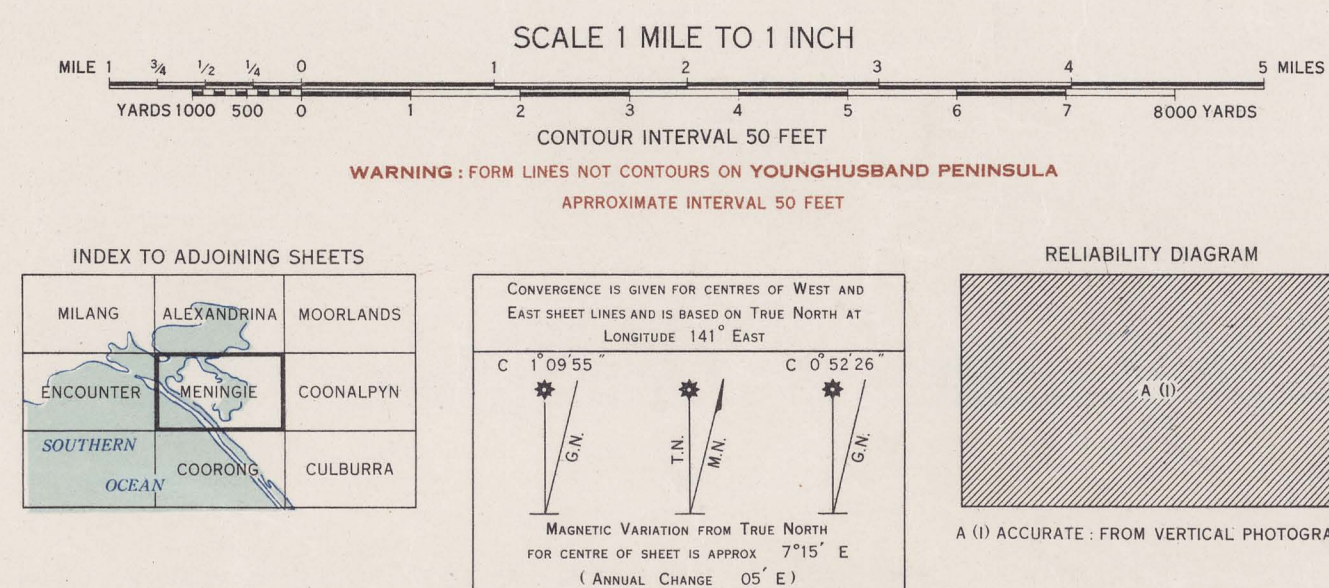 SCALE 1 MILE TO 1 INCH
MILE 1 ¾ ½ ¼ 0 1 2 3 4 5 MILES
YARDS 1000 500 0 1 2 3 4 5 6 7 8000 YARDS
CONTOUR INTERVAL 50 FEET
WARNING : FORM LINES NOT CONTOURS ON YOUNGHUSBAND PENINSULA
APRROXIMATE INTERVAL 50 FEET
INDEX TO ADJOINING SHEETS
MILANG ALEXANDRINA MOORLANDS
ENCOUNTER MENINGIE COONALPYN
SOUTHERN
OCEAN
COORONG CULBURRA
CONVERGENCE IS GIVEN FOR CENTRES OF WEST AND
EAST SHEET LINES AND IS BASED ON TRUE NORTH AT
LONGITUDE 141° EAST
C 1°09′55″ C 0°52′26″
G.N. T.N. M.N. G.N.
MAGNETIC VARIATION FROM TRUE NORTH
FOR CENTRE OF SHEET IS APPROX 7°15′ E
( ANNUAL CHANGE 05′ E )
RELIABILITY DIAGRAM
A (I)
A (I) ACCURATE : FROM VERTICAL PHOTOGRA